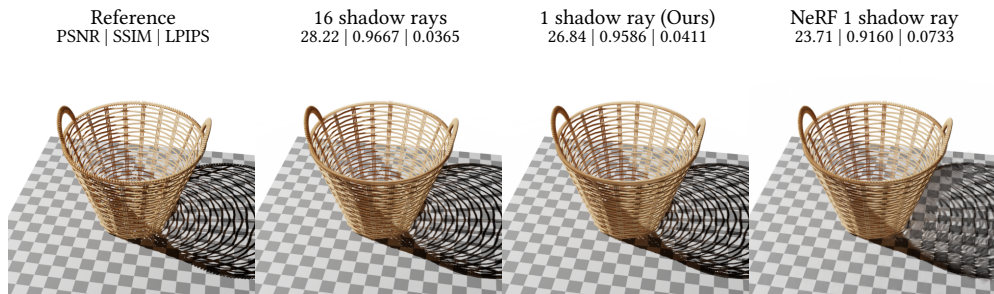 Reference
PSNR | SSIM | LPIPS
16 shadow rays
28.22 | 0.9667 | 0.0365
1 shadow ray (Ours)
26.84 | 0.9586 | 0.0411
NeRF 1 shadow ray
23.71 | 0.9160 | 0.0733